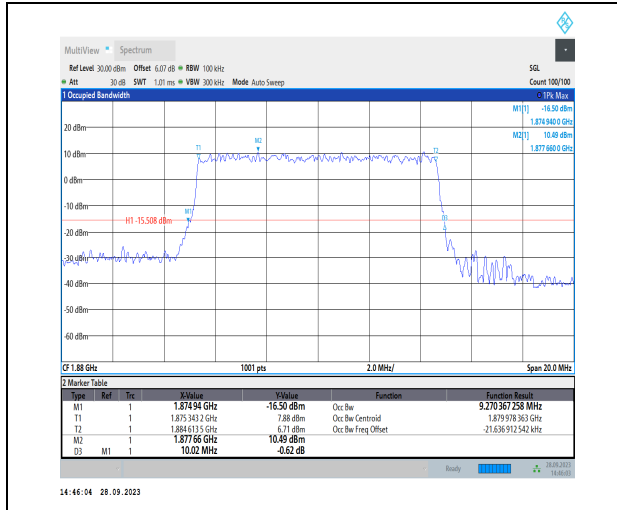 MultiView Spectrum
Ref Level 30.00 dBm Offset 6.07 dB RBW 100 kHz SGL
Att 30 dB SWT 1.01 ms VBW 300 kHz Mode Auto Sweep Count 100/100
1 Occupied Bandwidth 1Pk Max
M1[1] -16.50 dBm
1.874 940 0 GHz
M2[1] 10.49 dBm
1.877 660 0 GHz
20 dBm
M2
T1
T2
10 dBm
0 dBm
-10 dBm
M1
D3
H1 -15.508 dBm
-20 dBm
-30 dBm
-40 dBm
-50 dBm
-60 dBm
CF 1.88 GHz 1001 pts 2.0 MHz/ Span 20.0 MHz
2 Marker Table
Type Ref Trc X-Value Y-Value Function Function Result
M1 1 1.874 94 GHz -16.50 dBm Occ Bw 9.270 367 258 MHz
T1 1 1.875 343 2 GHz 7.88 dBm Occ Bw Centroid 1.879 978 363 GHz
T2 1 1.884 613 5 GHz 6.71 dBm Occ Bw Freq Offset -21.636 912 542 kHz
M2 1 1.877 66 GHz 10.49 dBm
D3 M1 1 10.02 MHz -0.62 dB
Ready 28.09.2023
14:46:03
14:46:04 28.09.2023